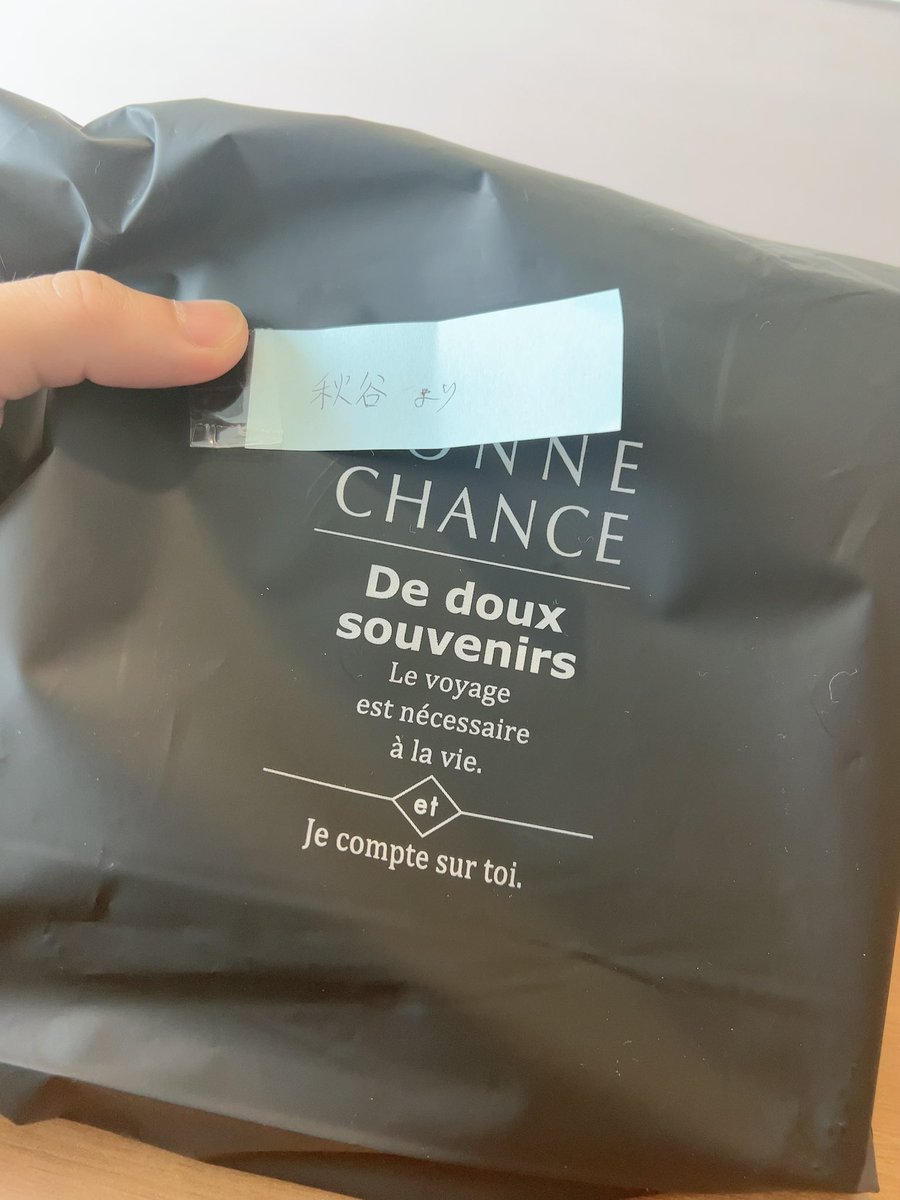 秋谷 より
BONNE
CHANCE
De doux
souvenirs
Le voyage
est nécessaire
à la vie.
et
Je compte sur toi.